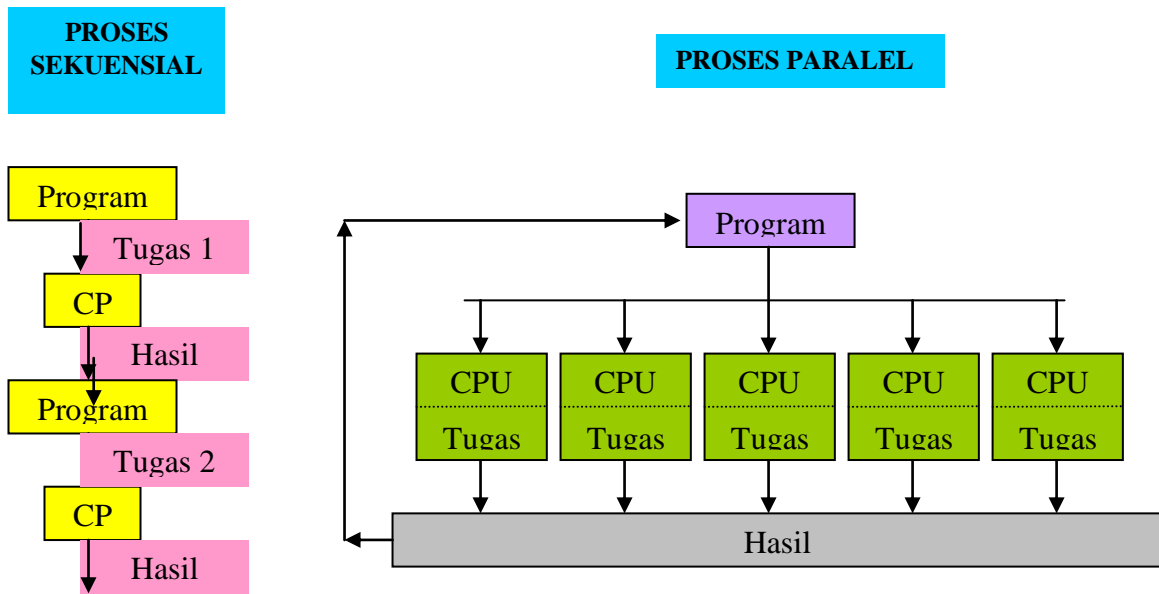 PROSES
SEKUENSIAL
Program
Tugas 1
CP
Hasil
Program
Tugas 2
CP
Hasil
PROSES PARALEL
Program
CPU CPU CPU CPU CPU
Tugas Tugas Tugas Tugas Tugas
Hasil